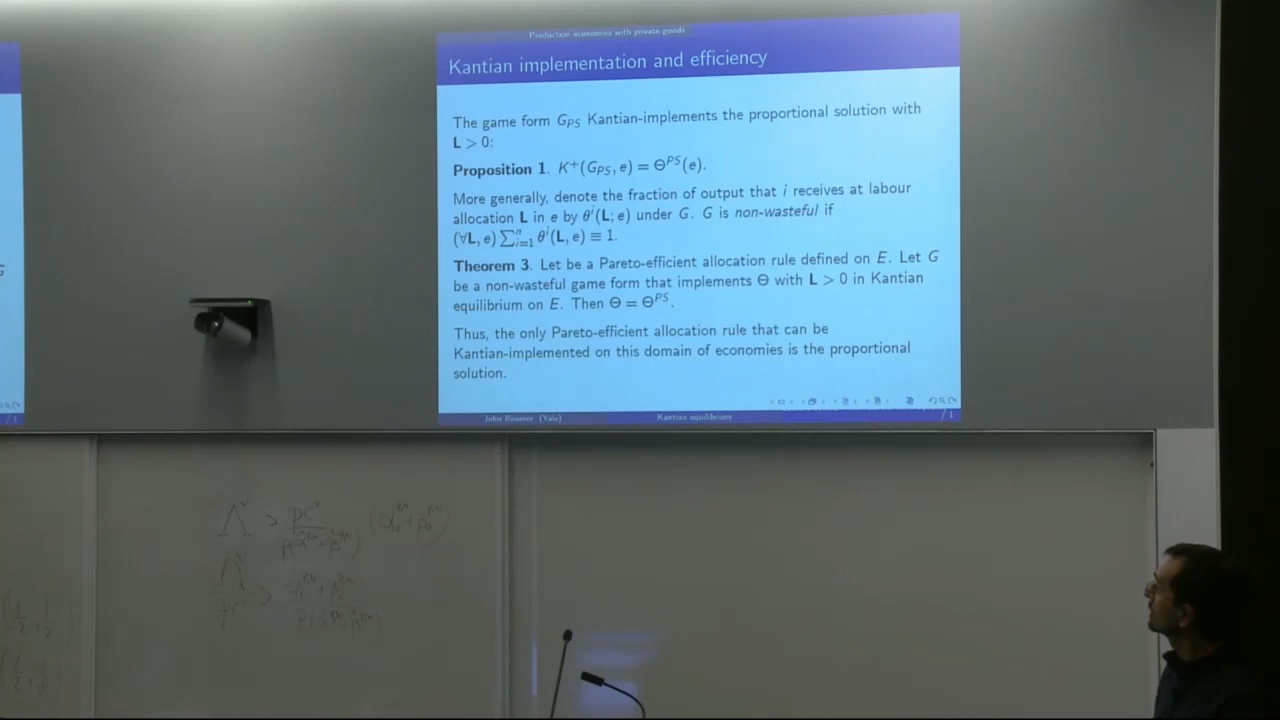 Production economies with private goods
Kantian implementation and efficiency
The game form G_PS Kantian-implements the proportional solution with
L > 0:
Proposition 1. K⁺(G_PS, e) = Θ^PS(e).
More generally, denote the fraction of output that i receives at labour
allocation L in e by θ^i(L; e) under G. G is non-wasteful if
(∀L, e) ∑_{i=1}^n θ^i(L, e) ≡ 1.
Theorem 3. Let be a Pareto-efficient allocation rule defined on E. Let G
be a non-wasteful game form that implements Θ with L > 0 in Kantian
equilibrium on E. Then Θ = Θ^PS.
Thus, the only Pareto-efficient allocation rule that can be
Kantian-implemented on this domain of economies is the proportional
solution.
John Roemer (Yale) Kantian equilibrium / 1
/ 1